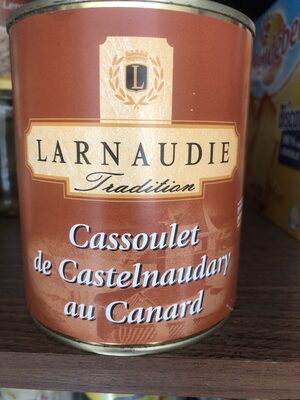 L
LARNAUDIE
Tradition
Cassoulet
de Castelnaudary
au Canard